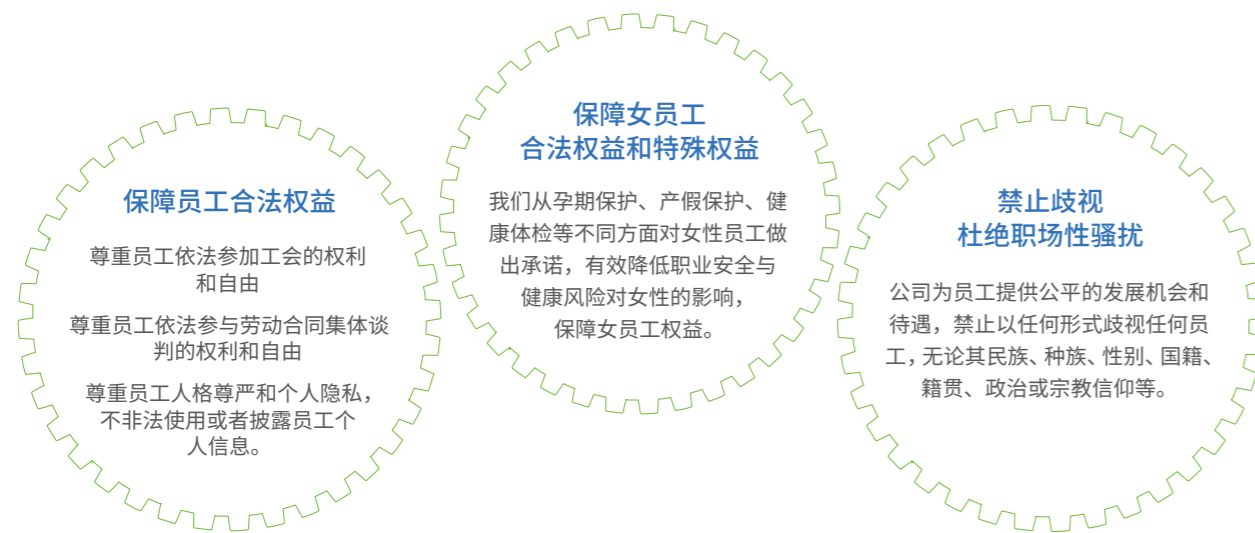 保障员工合法权益
尊重员工依法参加工会的权利
和自由
尊重员工依法参与劳动合同集体谈
判的权利和自由
尊重员工人格尊严和个人隐私，
不非法使用或者披露员工个
人信息。
保障女员工
合法权益和特殊权益
我们从孕期保护、产假保护、健
康体检等不同方面对女性员工做
出承诺，有效降低职业安全与
健康风险对女性的影响，
保障女员工权益。
禁止歧视
杜绝职场性骚扰
公司为员工提供公平的发展机会和
待遇，禁止以任何形式歧视任何员
工，无论其民族、种族、性别、国籍、
籍贯、政治或宗教信仰等。